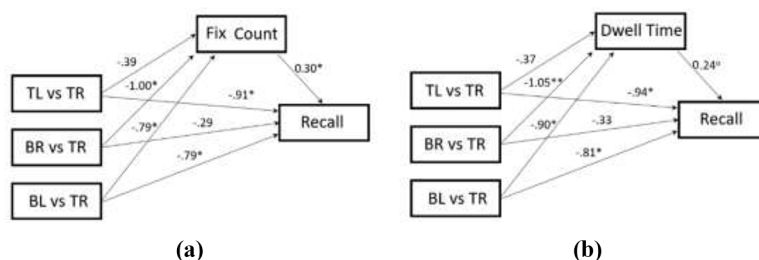 Fix Count
-.39
0.30*
TL vs TR
-1.00*
-.91*
Recall
BR vs TR
-.79*
-.29
-.79*
BL vs TR
(a)
Dwell Time
-.37
0.24º
TL vs TR
-1.05**
-.94*
Recall
BR vs TR
-.90*
-.33
-.81*
BL vs TR
(b)